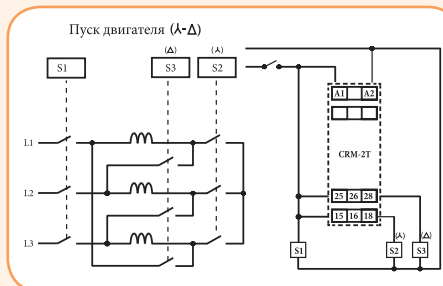 Пуск двигателя (⅄-Δ)
(Δ) (⅄)
S1 S3 S2
L1
L2
L3
A1 A2
CRM-2T
25 26 28
15 16 18
(⅄) (Δ)
S1 S2 S3